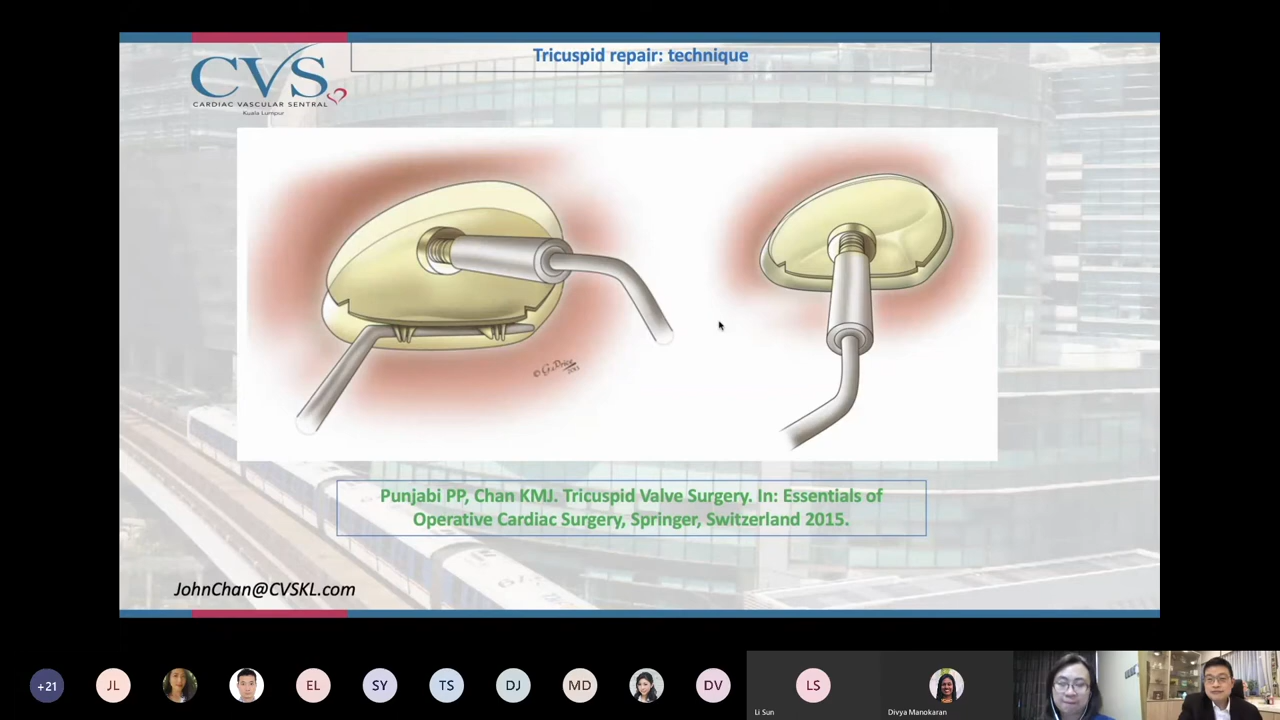 Tricuspid repair: technique
CVS
CARDIAC VASCULAR SENTRAL
Kuala Lumpur
Punjabi PP, Chan KMJ. Tricuspid Valve Surgery. In: Essentials of
Operative Cardiac Surgery, Springer, Switzerland 2015.
JohnChan@CVSKL.com
+21
JL
EL
SY
TS
DJ
MD
DV
LS
Li Sun
Divya Manokaran